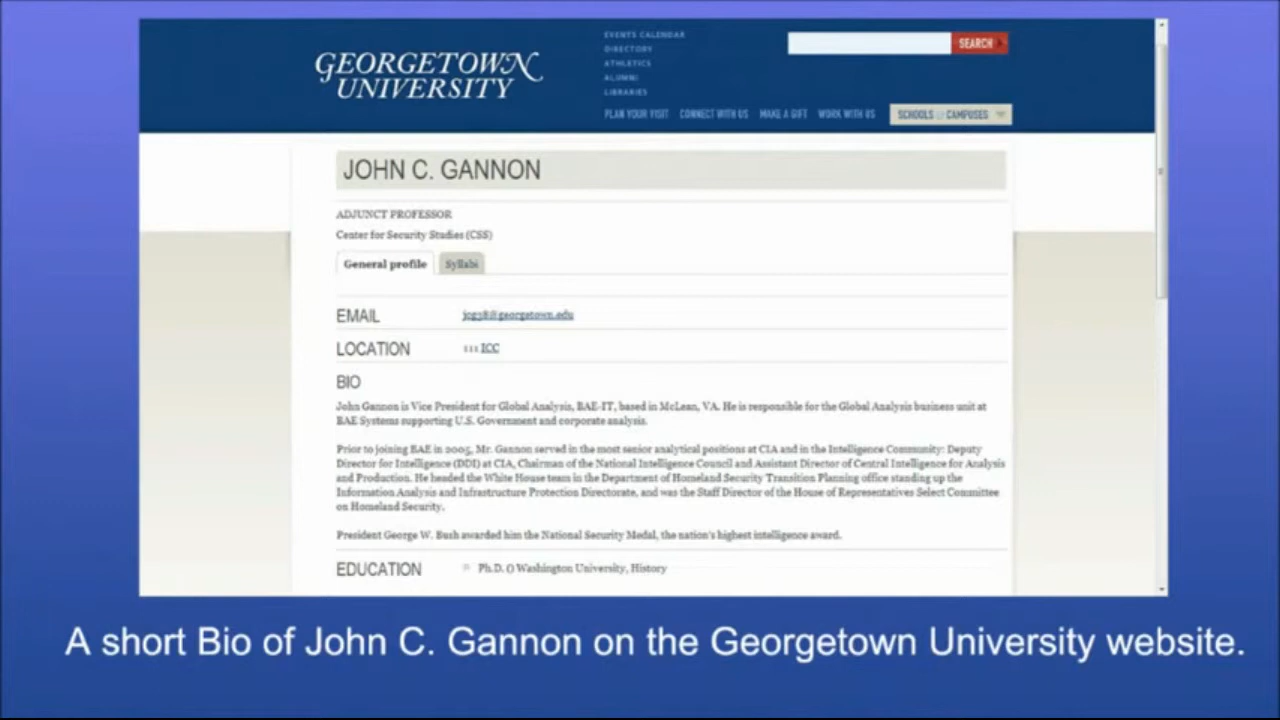 GEORGETOWN
UNIVERSITY
EVENTS CALENDAR
DIRECTORY
ATHLETICS
ALUMNI
LIBRARIES
SEARCH
PLAN YOUR VISIT CONNECT WITH US MAKE A GIFT WORK WITH US SCHOOLS & CAMPUSES
JOHN C. GANNON
ADJUNCT PROFESSOR
Center for Security Studies (CSS)
General profile Syllabi
EMAIL jcg38@georgetown.edu
LOCATION 111 ICC
BIO
John Gannon is Vice President for Global Analysis, BAE-IT, based in McLean, VA. He is responsible for the Global Analysis business unit at
BAE Systems supporting U.S. Government and corporate analysis.
Prior to joining BAE in 2005, Mr. Gannon served in the most senior analytical positions at CIA and in the Intelligence Community: Deputy
Director for Intelligence (DDI) at CIA, Chairman of the National Intelligence Council and Assistant Director of Central Intelligence for Analysis
and Production. He headed the White House team in the Department of Homeland Security Transition Planning office standing up the
Information Analysis and Infrastructure Protection Directorate, and was the Staff Director of the House of Representatives Select Committee
on Homeland Security.
President George W. Bush awarded him the National Security Medal, the nation's highest intelligence award.
EDUCATION Ph.D. () Washington University, History
A short Bio of John C. Gannon on the Georgetown University website.